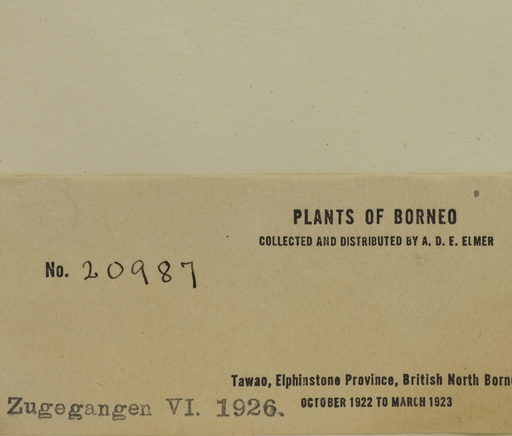 PLANTS OF BORNEO
COLLECTED AND DISTRIBUTED BY A. D. E. ELMER
No. 20987
Tawao, Elphinstone Province, British North Borne
OCTOBER 1922 TO MARCH 1923
Zugegangen VI. 1926.